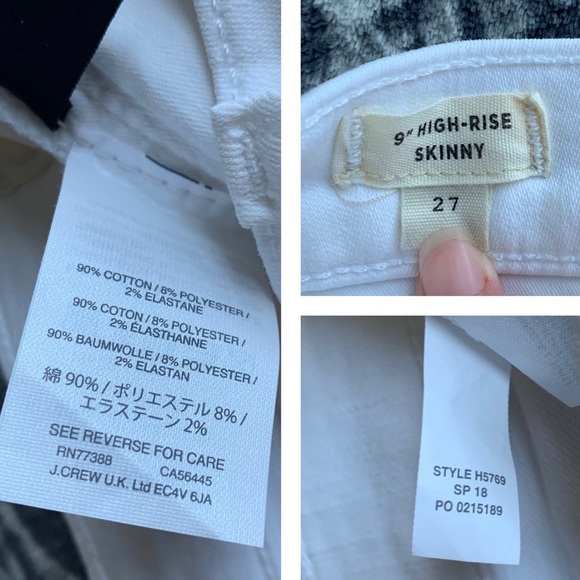 90% COTTON / 8% POLYESTER /
2% ELASTANE
90% COTON / 8% POLYESTER /
2% ÉLASTHANNE
90% BAUMWOLLE / 8% POLYESTER /
2% ELASTAN
綿 90% / ポリエステル 8% /
エラステーン 2%
SEE REVERSE FOR CARE
RN77388 CA56445
J.CREW U.K. Ltd EC4V 6JA
9" HIGH-RISE
SKINNY
27
STYLE H5769
SP 18
PO 0215189